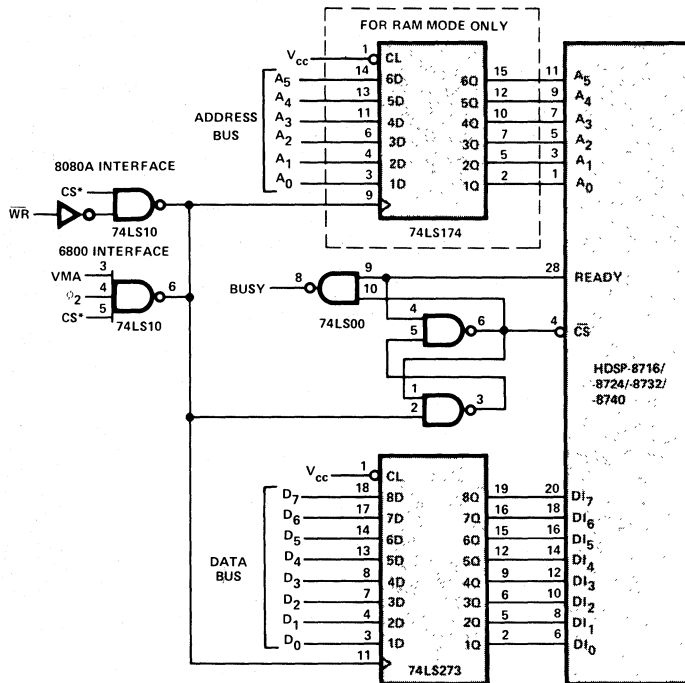 FOR RAM MODE ONLY
Vcc 1 CL
A5 14 6D 6Q 15 11 A5
A4 13 5D 5Q 12 9 A4
A3 11 4D 4Q 10 7 A3
ADDRESS BUS
A2 6 3D 3Q 7 5 A2
A1 4 2D 2Q 5 3 A1
A0 3 1D 1Q 2 1 A0
9
74LS174
8080A INTERFACE
CS*
W̅R̅
74LS10
6800 INTERFACE
VMA 3
ϕ2 4 6
CS* 5
74LS10
BUSY 8 9 28 READY
10
74LS00
4
5 6 4 C̅S̅
1
2 3
HDSP-8716/
-8724/-8732/
-8740
Vcc 1 CL
D7 18 8D 8Q 19 20 DI7
D6 17 7D 7Q 16 18 DI6
D5 14 6D 6Q 15 16 DI5
D4 13 5D 5Q 12 14 DI4
DATA BUS
D3 8 4D 4Q 9 12 DI3
D2 7 3D 3Q 6 10 DI2
D1 4 2D 2Q 5 8 DI1
D0 3 1D 1Q 2 6 DI0
11
74LS273